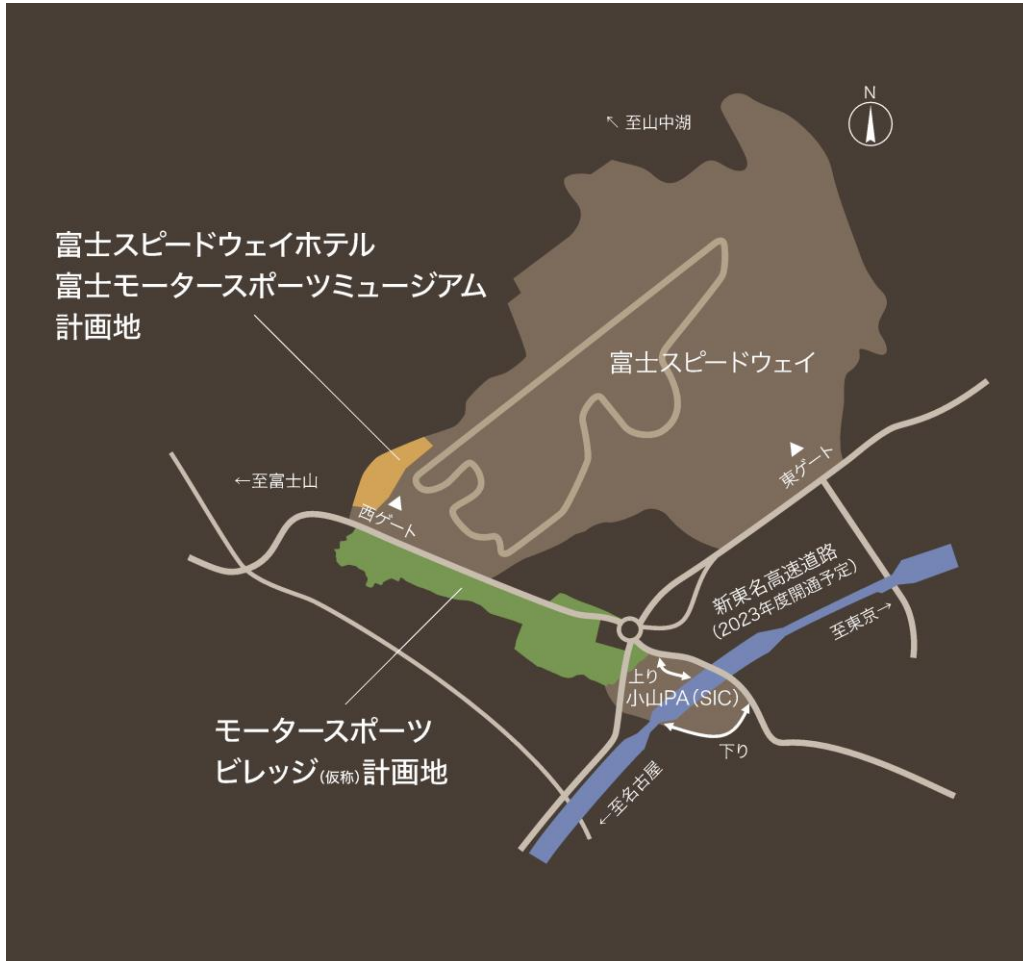 N
↖ 至山中湖
富士スピードウェイホテル
富士モータースポーツミュージアム
計画地
富士スピードウェイ
←至富士山
西ゲート
東ゲート
新東名高速道路
(2023年度開通予定)
至東京→
上り
小山PA(SIC)
下り
モータースポーツ
ビレッジ(仮称)計画地
←至名古屋